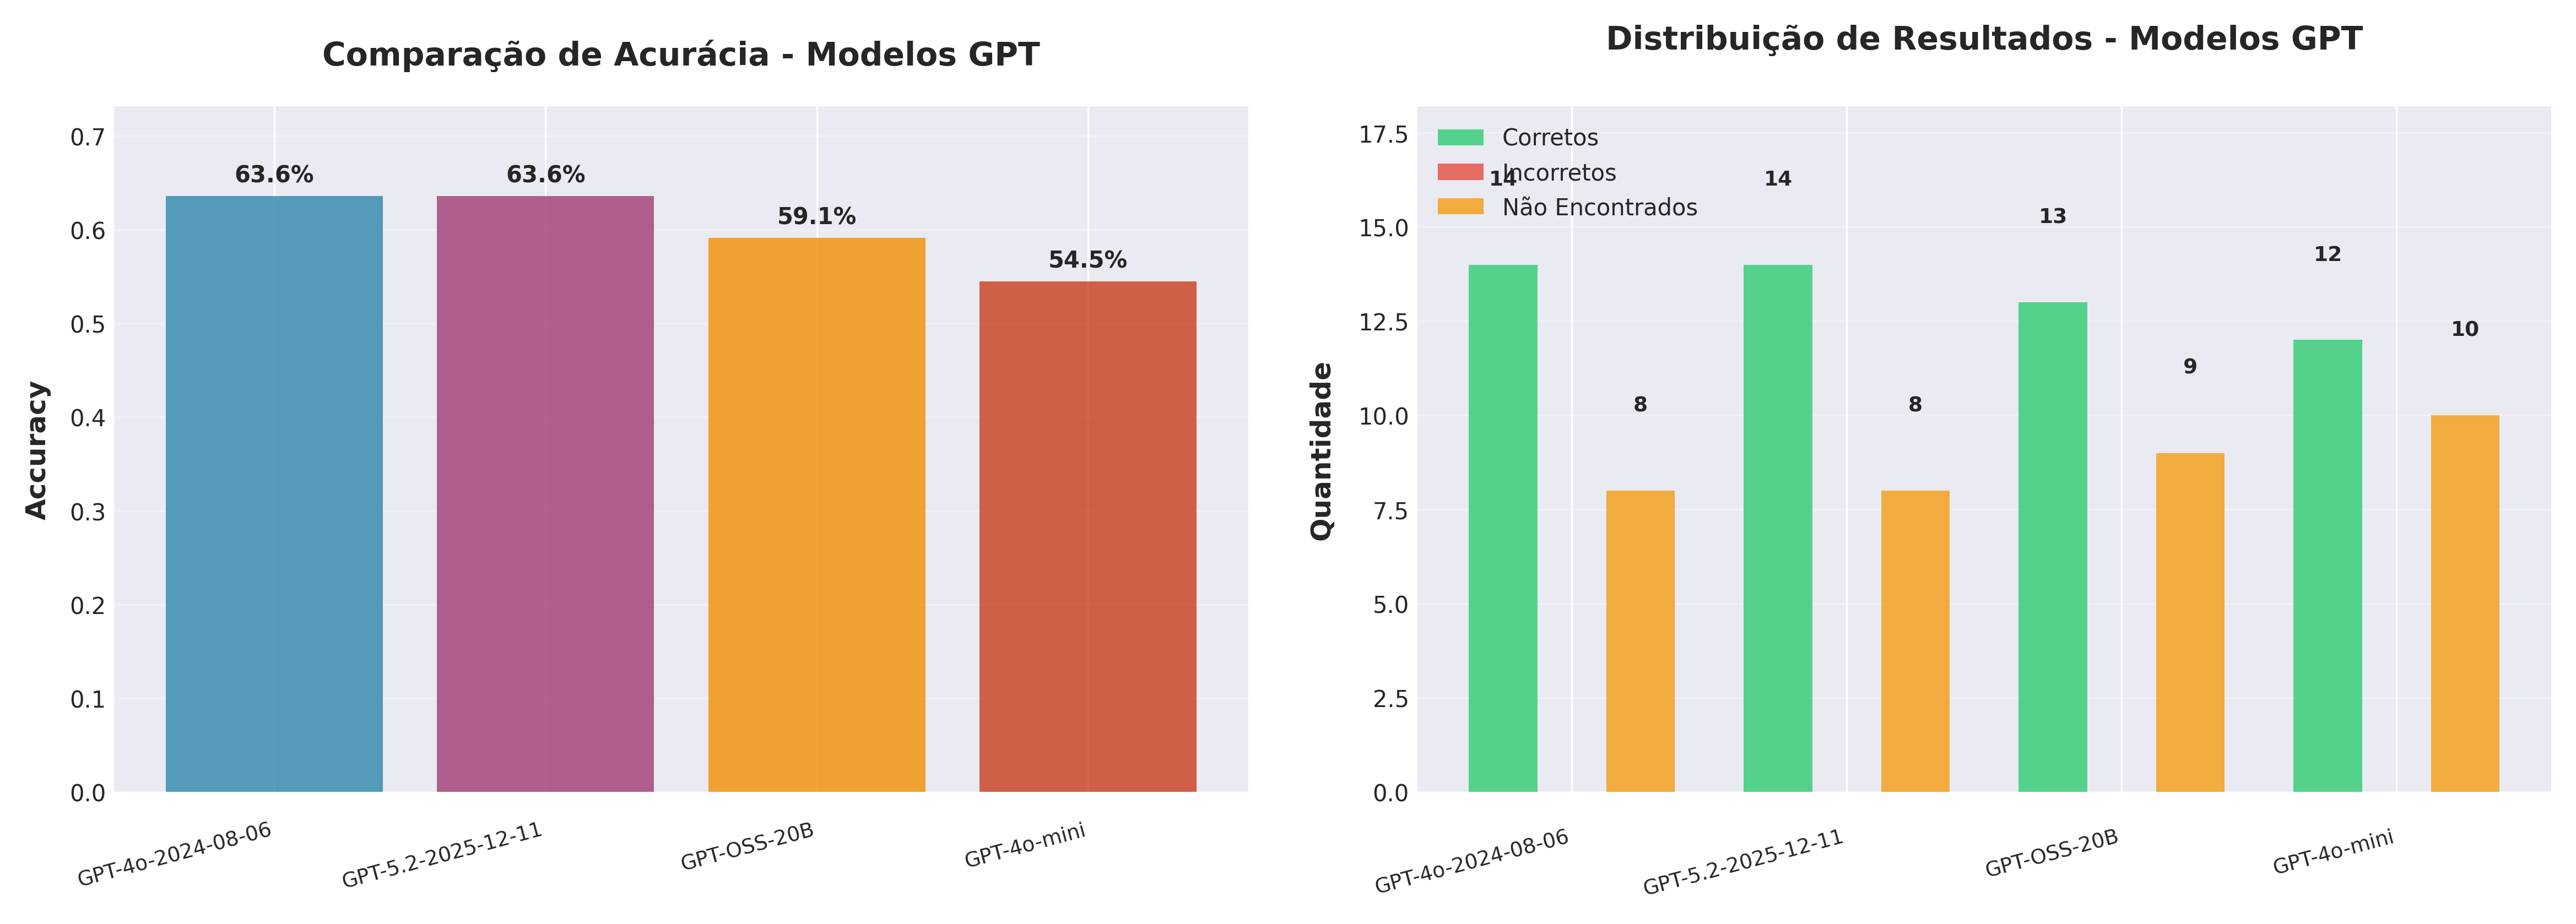 Comparação de Acurácia - Modelos GPT
Accuracy
0.7
0.6
0.5
0.4
0.3
0.2
0.1
0.0
63.6%
63.6%
59.1%
54.5%
GPT-4o-2024-08-06
GPT-5.2-2025-12-11
GPT-OSS-20B
GPT-4o-mini
Distribuição de Resultados - Modelos GPT
Quantidade
17.5
15.0
12.5
10.0
7.5
5.0
2.5
0.0
Corretos
Incorretos
Não Encontrados
14
8
14
8
13
9
12
10
GPT-4o-2024-08-06
GPT-5.2-2025-12-11
GPT-OSS-20B
GPT-4o-mini